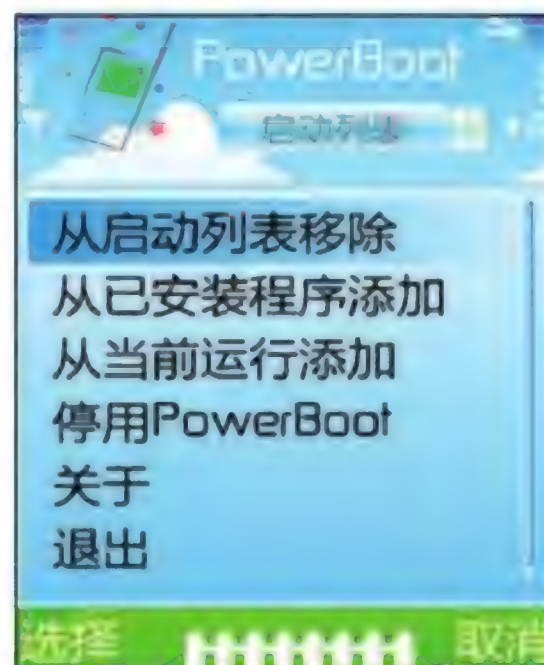 PowerBoot
启动列表
从启动列表移除
从已安装程序添加
从当前运行添加
停用PowerBoot
关于
退出
选择
取消